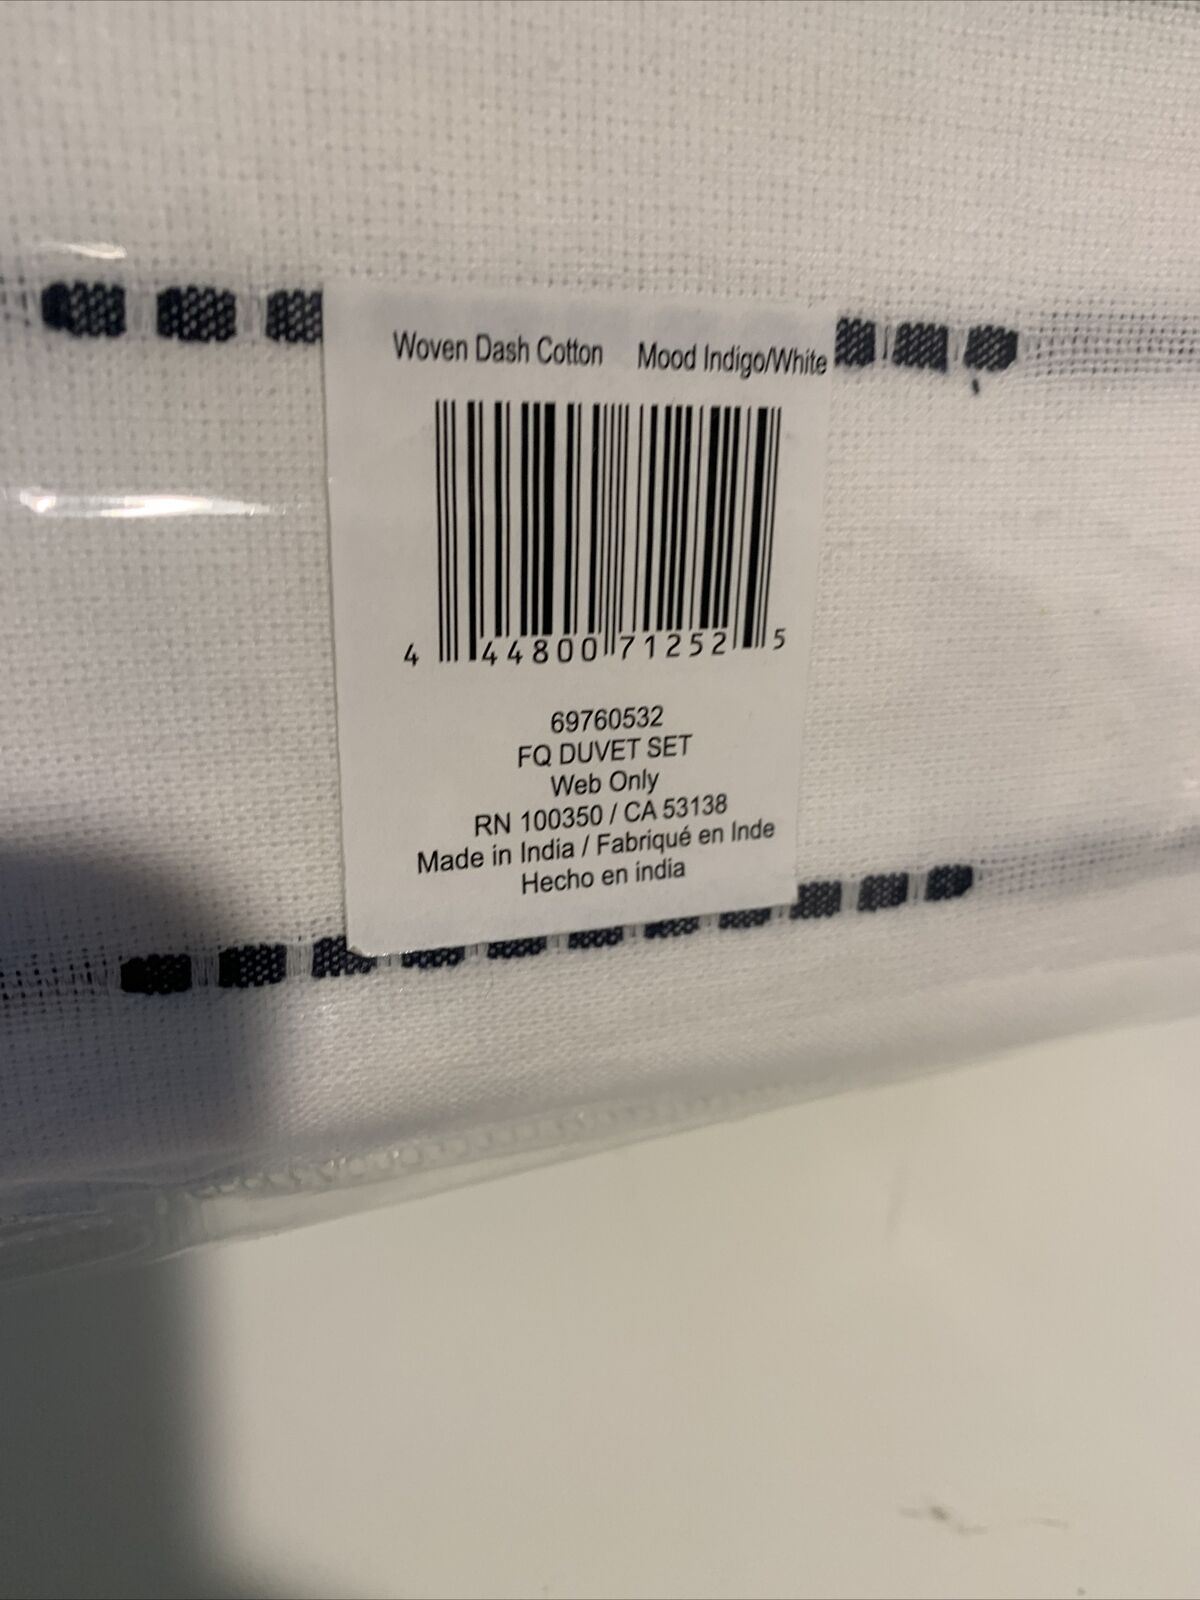 Woven Dash Cotton Mood Indigo/White
4 44800 71252 5
69760532
FQ DUVET SET
Web Only
RN 100350 / CA 53138
Made in India / Fabriqué en Inde
Hecho en india